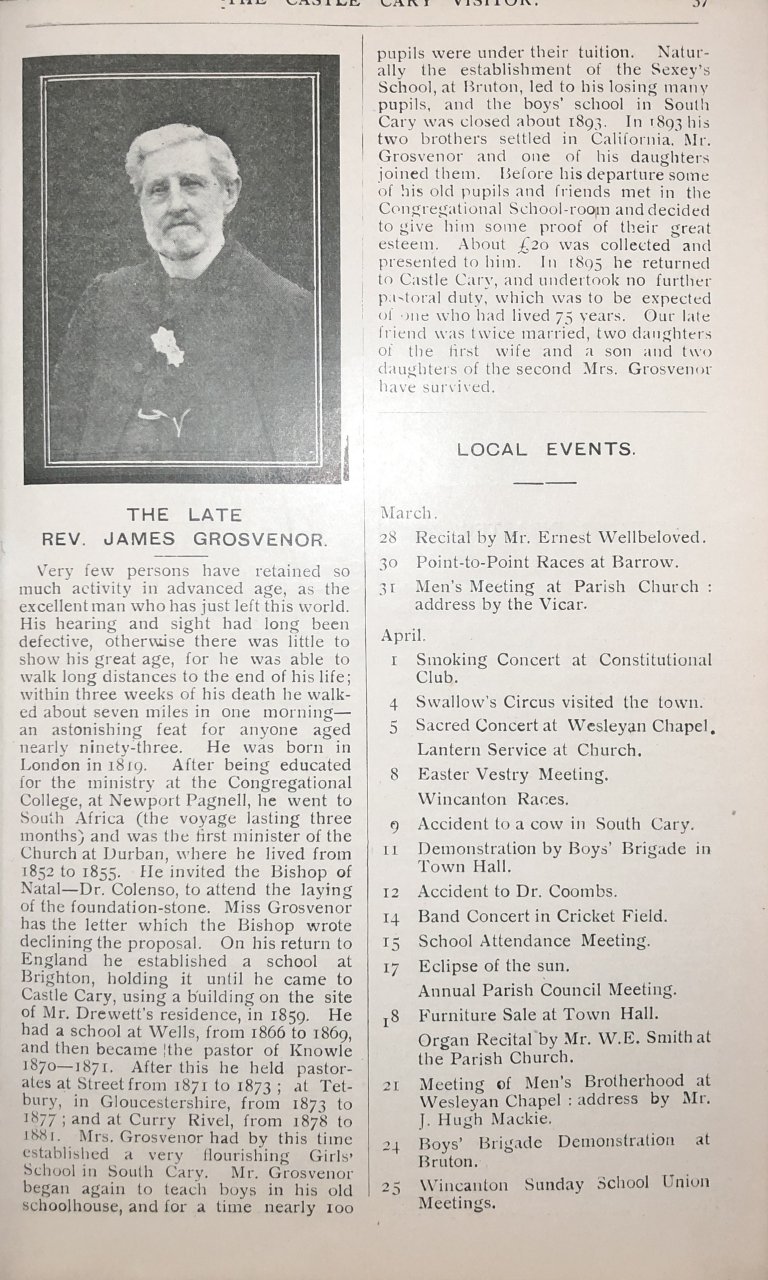 THE CASTLE CARY VISITOR.
37
THE LATE
REV. JAMES GROSVENOR.
Very few persons have retained so
much activity in advanced age, as the
excellent man who has just left this world.
His hearing and sight had long been
defective, otherwise there was little to
show his great age, for he was able to
walk long distances to the end of his life;
within three weeks of his death he walk-
ed about seven miles in one morning—
an astonishing feat for anyone aged
nearly ninety-three. He was born in
London in 1819. After being educated
for the ministry at the Congregational
College, at Newport Pagnell, he went to
South Africa (the voyage lasting three
months) and was the first minister of the
Church at Durban, where he lived from
1852 to 1855. He invited the Bishop of
Natal—Dr. Colenso, to attend the laying
of the foundation-stone. Miss Grosvenor
has the letter which the Bishop wrote
declining the proposal. On his return to
England he established a school at
Brighton, holding it until he came to
Castle Cary, using a building on the site
of Mr. Drewett's residence, in 1859. He
had a school at Wells, from 1866 to 1869,
and then became the pastor of Knowle
1870—1871. After this he held pastor-
ates at Street from 1871 to 1873 ; at Tet-
bury, in Gloucestershire, from 1873 to
1877 ; and at Curry Rivel, from 1878 to
1881. Mrs. Grosvenor had by this time
established a very flourishing Girls'
School in South Cary. Mr. Grosvenor
began again to teach boys in his old
schoolhouse, and for a time nearly 100
pupils were under their tuition. Natur-
ally the establishment of the Sexey's
School, at Bruton, led to his losing many
pupils, and the boys' school in South
Cary was closed about 1893. In 1893 his
two brothers settled in California. Mr.
Grosvenor and one of his daughters
joined them. Before his departure some
of his old pupils and friends met in the
Congregational School-room and decided
to give him some proof of their great
esteem. About £20 was collected and
presented to him. In 1895 he returned
to Castle Cary, and undertook no further
pastoral duty, which was to be expected
of one who had lived 75 years. Our late
friend was twice married, two daughters
of the first wife and a son and two
daughters of the second Mrs. Grosvenor
have survived.
LOCAL EVENTS.
March.
28 Recital by Mr. Ernest Wellbeloved.
30 Point-to-Point Races at Barrow.
31 Men's Meeting at Parish Church :
address by the Vicar.
April.
1 Smoking Concert at Constitutional
Club.
4 Swallow's Circus visited the town.
5 Sacred Concert at Wesleyan Chapel.
Lantern Service at Church.
8 Easter Vestry Meeting.
Wincanton Races.
9 Accident to a cow in South Cary.
11 Demonstration by Boys' Brigade in
Town Hall.
12 Accident to Dr. Coombs.
14 Band Concert in Cricket Field.
15 School Attendance Meeting.
17 Eclipse of the sun.
Annual Parish Council Meeting.
18 Furniture Sale at Town Hall.
Organ Recital by Mr. W.E. Smith at
the Parish Church.
21 Meeting of Men's Brotherhood at
Wesleyan Chapel : address by Mr.
J. Hugh Mackie.
24 Boys' Brigade Demonstration at
Bruton.
25 Wincanton Sunday School Union
Meetings.